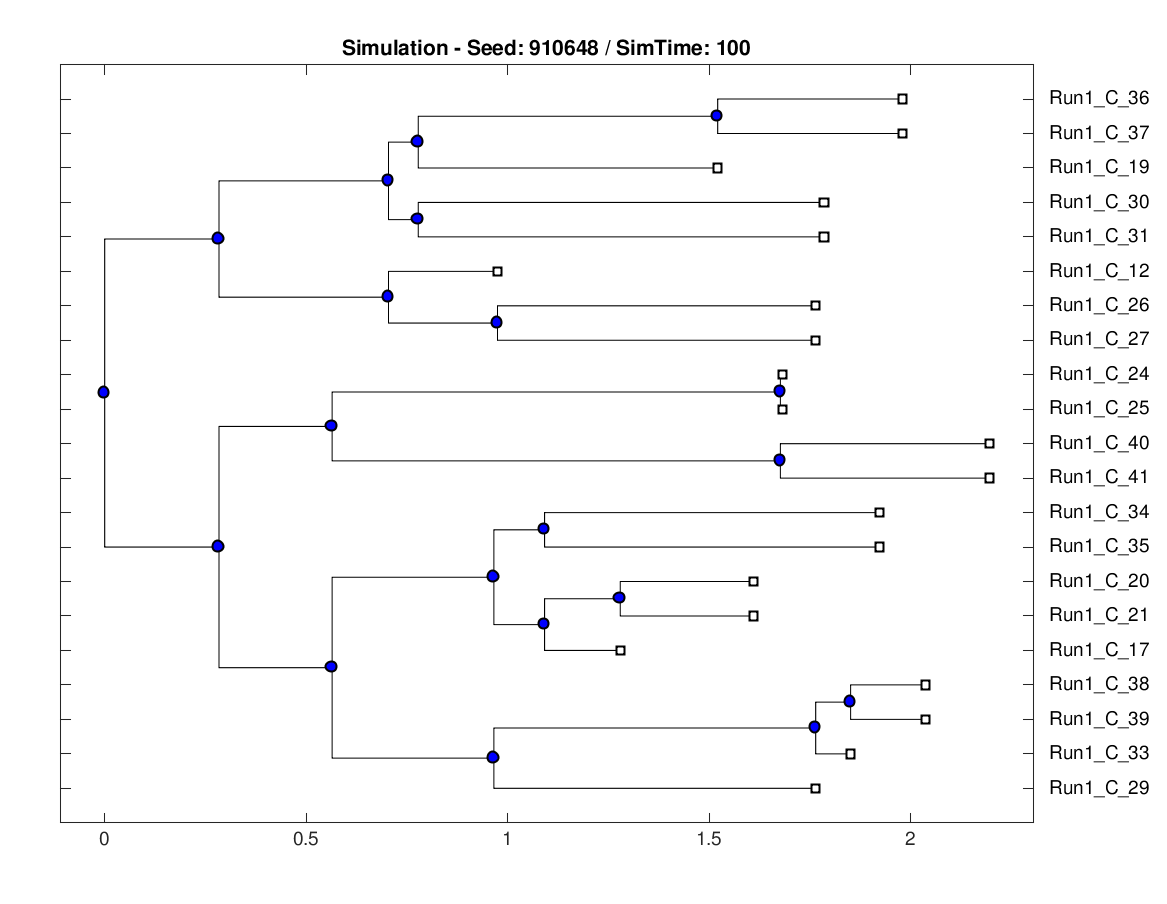 Simulation - Seed: 910648 / SimTime: 100
Run1_C_36
Run1_C_37
Run1_C_19
Run1_C_30
Run1_C_31
Run1_C_12
Run1_C_26
Run1_C_27
Run1_C_24
Run1_C_25
Run1_C_40
Run1_C_41
Run1_C_34
Run1_C_35
Run1_C_20
Run1_C_21
Run1_C_17
Run1_C_38
Run1_C_39
Run1_C_33
Run1_C_29
0 0.5 1 1.5 2